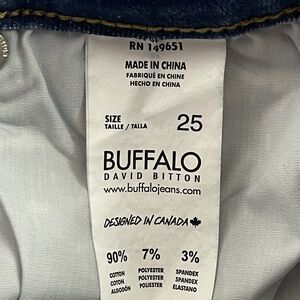 RN 149651
MADE IN CHINA
FABRIQUÉ EN CHINE
HECHO EN CHINA
SIZE
TAILLE / TALLA
25
BUFFALO
DAVID BITTON
www.buffalojeans.com
DESIGNED IN CANADA
90% 7% 3%
COTTON POLYESTER SPANDEX
COTON POLYESTER SPANDEX
ALGODÓN POLIESTER ELASTANO